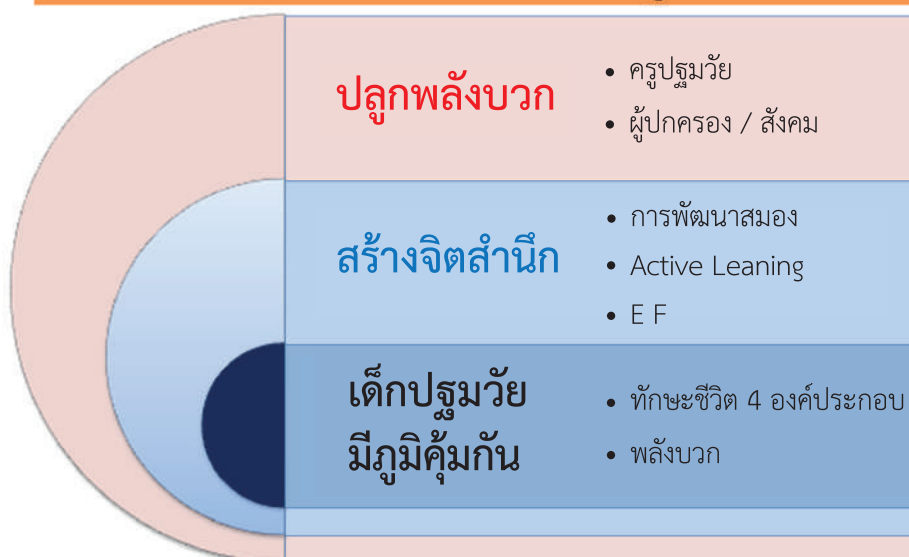 ปลูกพลังบวก
• ครูปฐมวัย
• ผู้ปกครอง / สังคม
สร้างจิตสำนึก
• การพัฒนาสมอง
• Active Leaning
• E F
เด็กปฐมวัย
มีภูมิคุ้มกัน
• ทักษะชีวิต 4 องค์ประกอบ
• พลังบวก